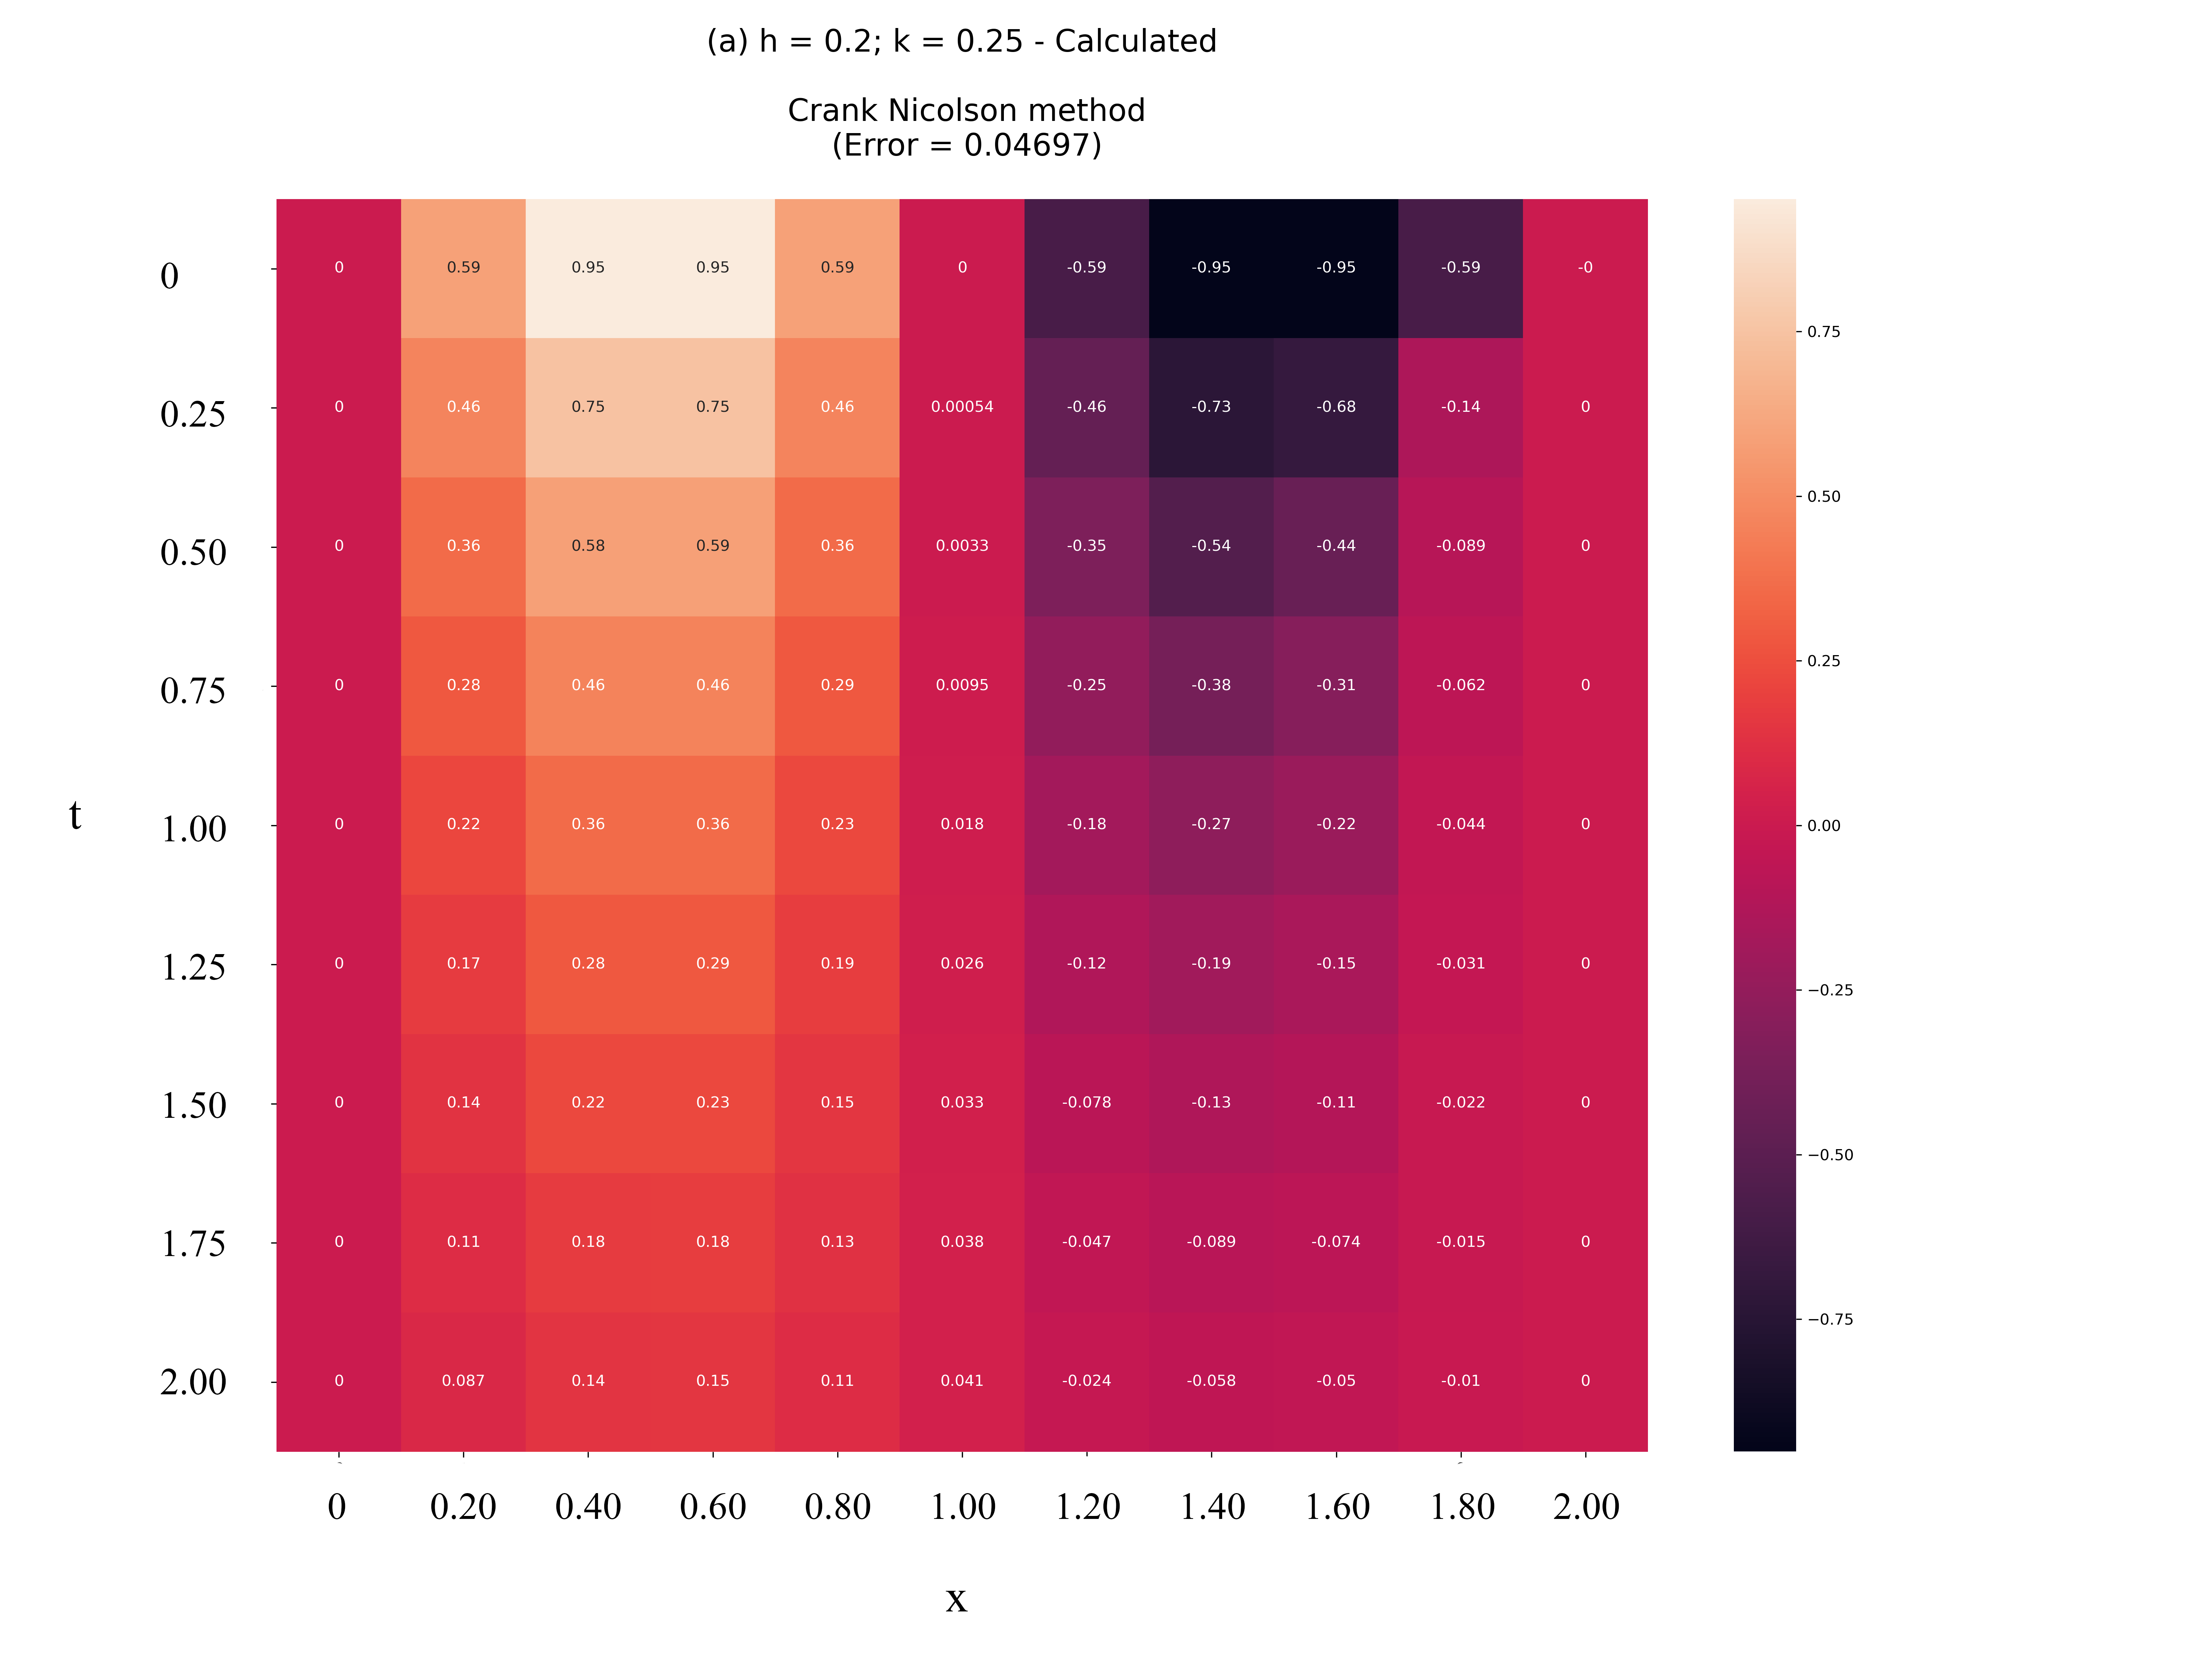 (a) h = 0.2; k = 0.25 - Calculated
Crank Nicolson method
(Error = 0.04697)
0 0 0.59 0.95 0.95 0.59 0 -0.59 -0.95 -0.95 -0.59 -0
0.75
0.25 0 0.46 0.75 0.75 0.46 0.00054 -0.46 -0.73 -0.68 -0.14 0
0.50
0.50 0 0.36 0.58 0.59 0.36 0.0033 -0.35 -0.54 -0.44 -0.089 0
0.25
0.75 0 0.28 0.46 0.46 0.29 0.0095 -0.25 -0.38 -0.31 -0.062 0
t
1.00 0 0.22 0.36 0.36 0.23 0.018 -0.18 -0.27 -0.22 -0.044 0
0.00
1.25 0 0.17 0.28 0.29 0.19 0.026 -0.12 -0.19 -0.15 -0.031 0
−0.25
1.50 0 0.14 0.22 0.23 0.15 0.033 -0.078 -0.13 -0.11 -0.022 0
−0.50
1.75 0 0.11 0.18 0.18 0.13 0.038 -0.047 -0.089 -0.074 -0.015 0
−0.75
2.00 0 0.087 0.14 0.15 0.11 0.041 -0.024 -0.058 -0.05 -0.01 0
0 0.20 0.40 0.60 0.80 1.00 1.20 1.40 1.60 1.80 2.00
x